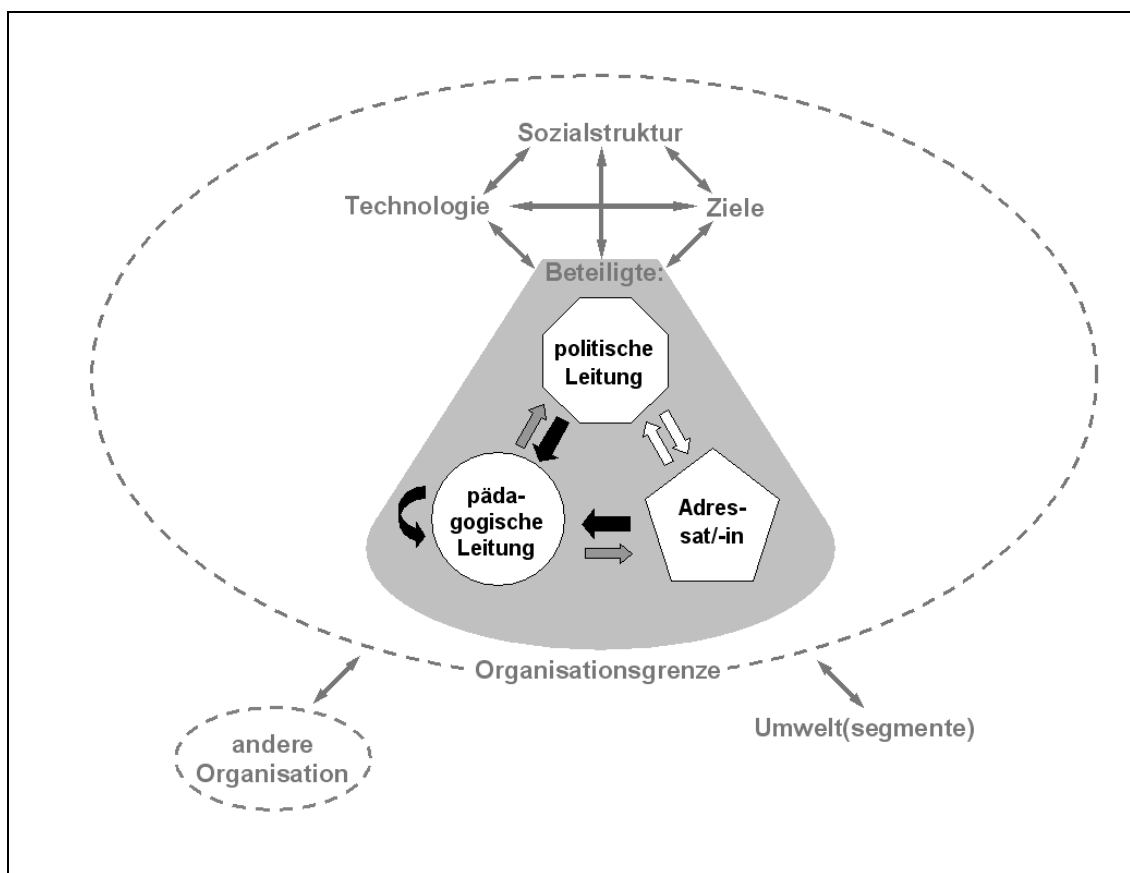 Sozialstruktur
Technologie
Ziele
Beteiligte:
politische
Leitung
päda-
gogische
Leitung
Adres-
sat/-in
Organisationsgrenze
andere
Organisation
Umwelt(segmente)